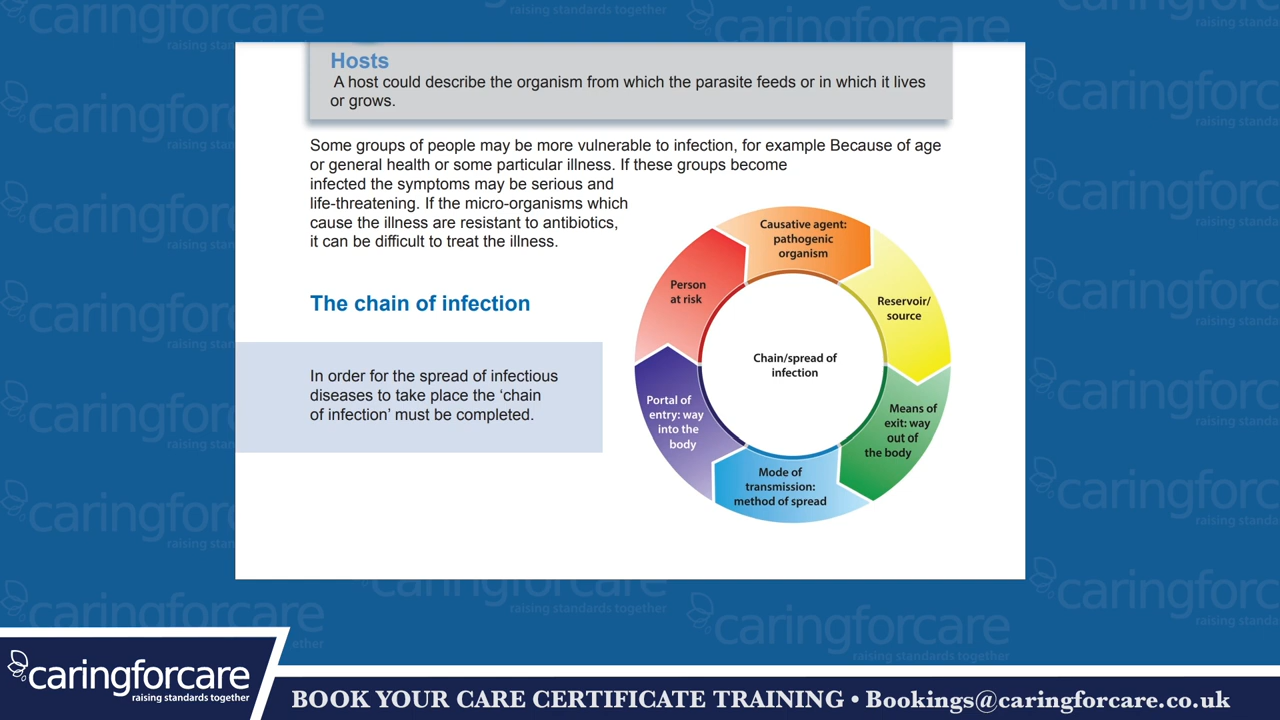 Hosts
A host could describe the organism from which the parasite feeds or in which it lives
or grows.
Some groups of people may be more vulnerable to infection, for example Because of age
or general health or some particular illness. If these groups become
infected the symptoms may be serious and
life-threatening. If the micro-organisms which
cause the illness are resistant to antibiotics,
it can be difficult to treat the illness.
The chain of infection
In order for the spread of infectious
diseases to take place the ‘chain
of infection’ must be completed.
Causative agent:
pathogenic
organism
Reservoir/
source
Means of
exit: way
out of
the body
Mode of
transmission:
method of spread
Portal of
entry: way
into the
body
Person
at risk
Chain/spread of
infection
caringforcare
raising standards together
BOOK YOUR CARE CERTIFICATE TRAINING • Bookings@caringforcare.co.uk